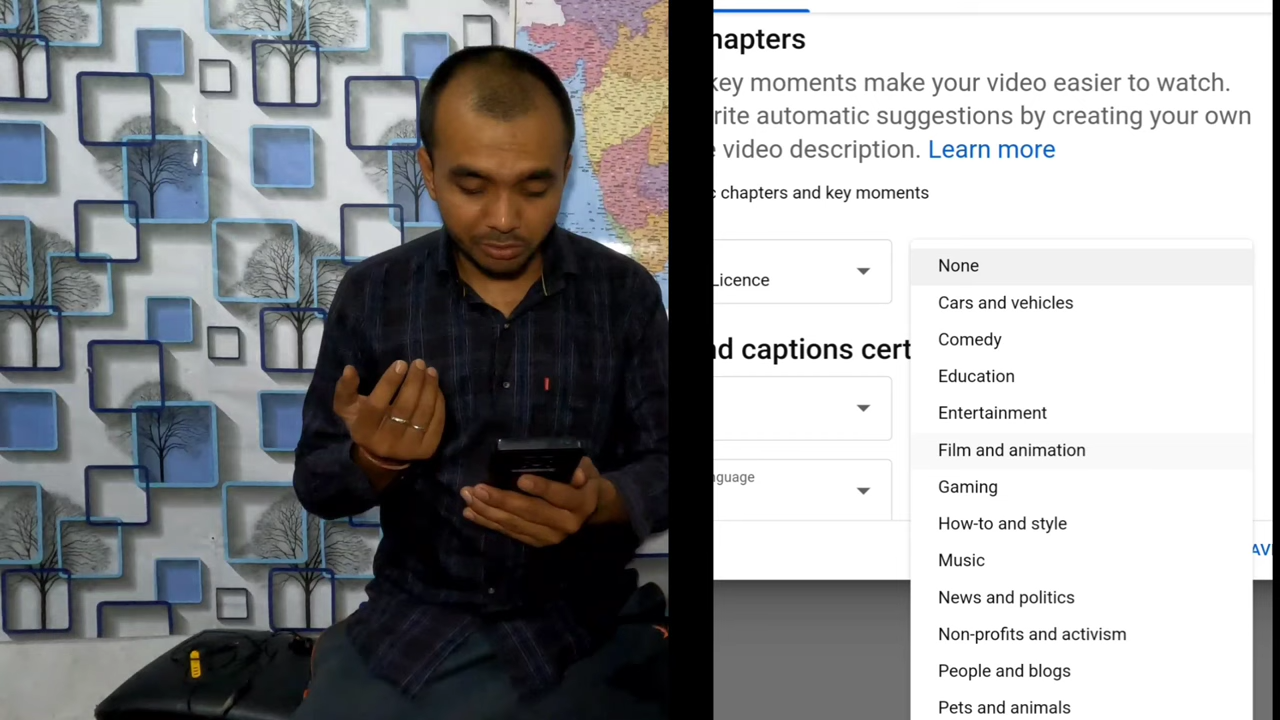 hapters
key moments make your video easier to watch.
rite automatic suggestions by creating your own
video description. Learn more
chapters and key moments
Licence
None
Cars and vehicles
Comedy
nd captions cert
Education
Entertainment
Film and animation
nguage
Gaming
How-to and style
Music
News and politics
Non-profits and activism
People and blogs
Pets and animals